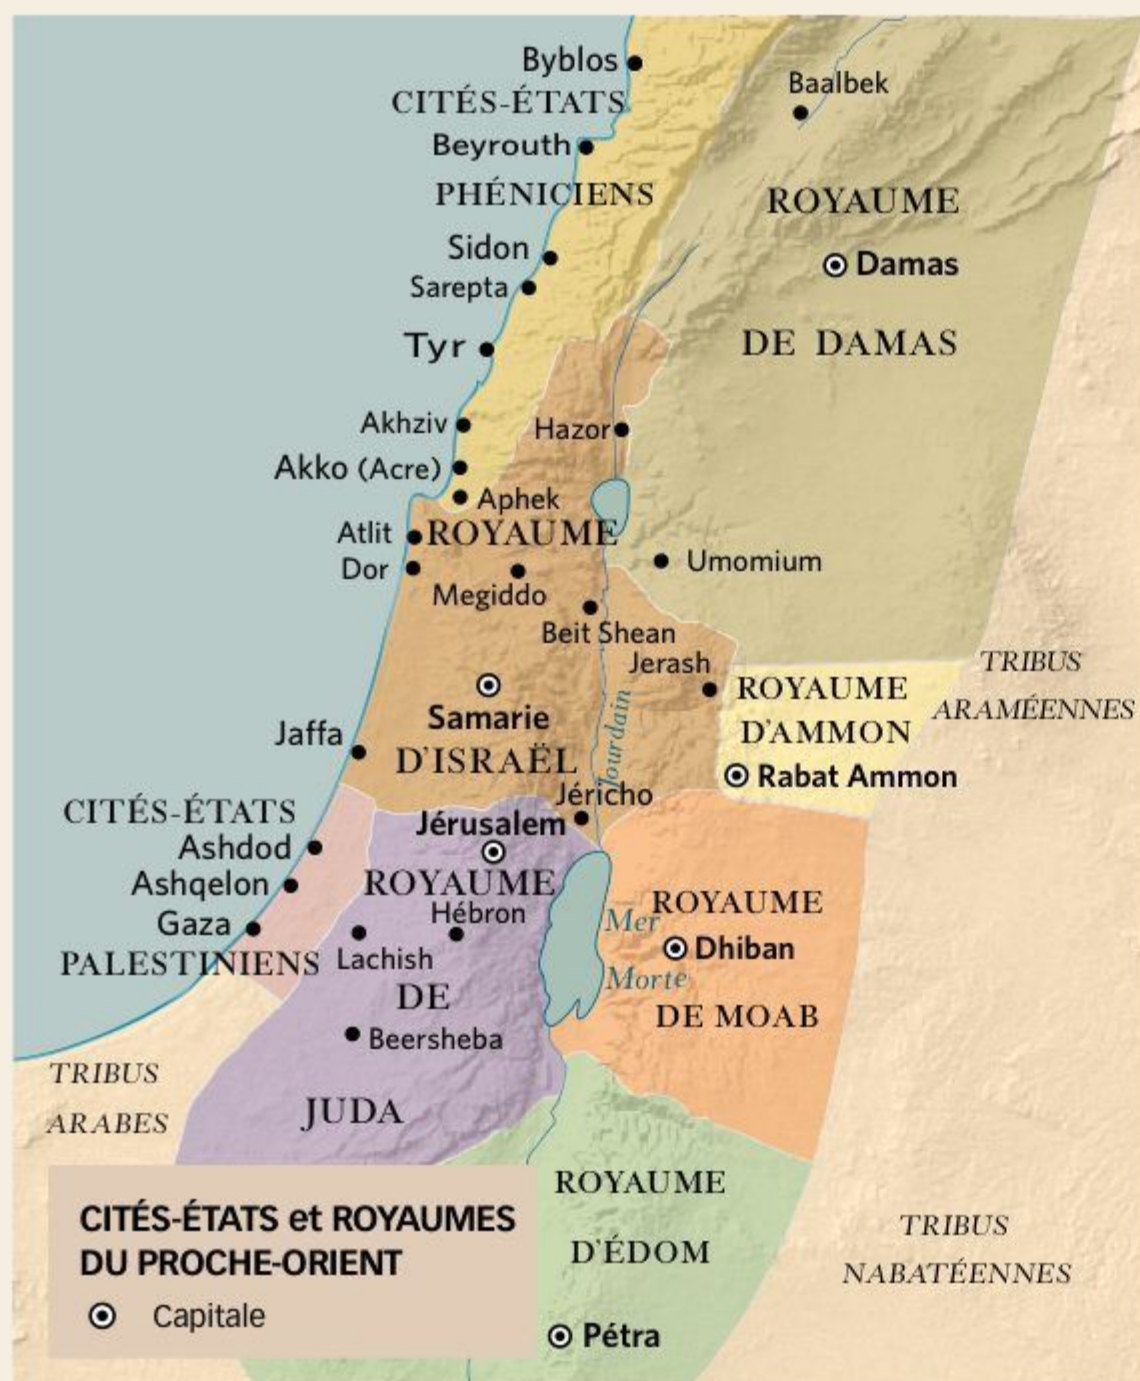 Byblos
Baalbek
CITÉS-ÉTATS
Beyrouth
PHÉNICIENS
ROYAUME
Sidon
Damas
Sarepta
Tyr
DE DAMAS
Akhziv
Hazor
Akko (Acre)
Aphek
Atlit
ROYAUME
Dor
Umomium
Megiddo
Beit Shean
Jerash
TRIBUS
ROYAUME
ARAMÉENNES
Samarie
D'AMMON
Jourdain
Jaffa
D'ISRAËL
Rabat Ammon
Jéricho
CITÉS-ÉTATS
Jérusalem
Ashdod
Ashqelon
ROYAUME
ROYAUME
Hébron
Mer
Gaza
Dhiban
PALESTINIENS
Lachish
Morte
DE
DE MOAB
Beersheba
TRIBUS
ARABES
JUDA
ROYAUME
D'ÉDOM
TRIBUS
NABATÉENNES
Pétra
CITÉS-ÉTATS et ROYAUMES
DU PROCHE-ORIENT
Capitale